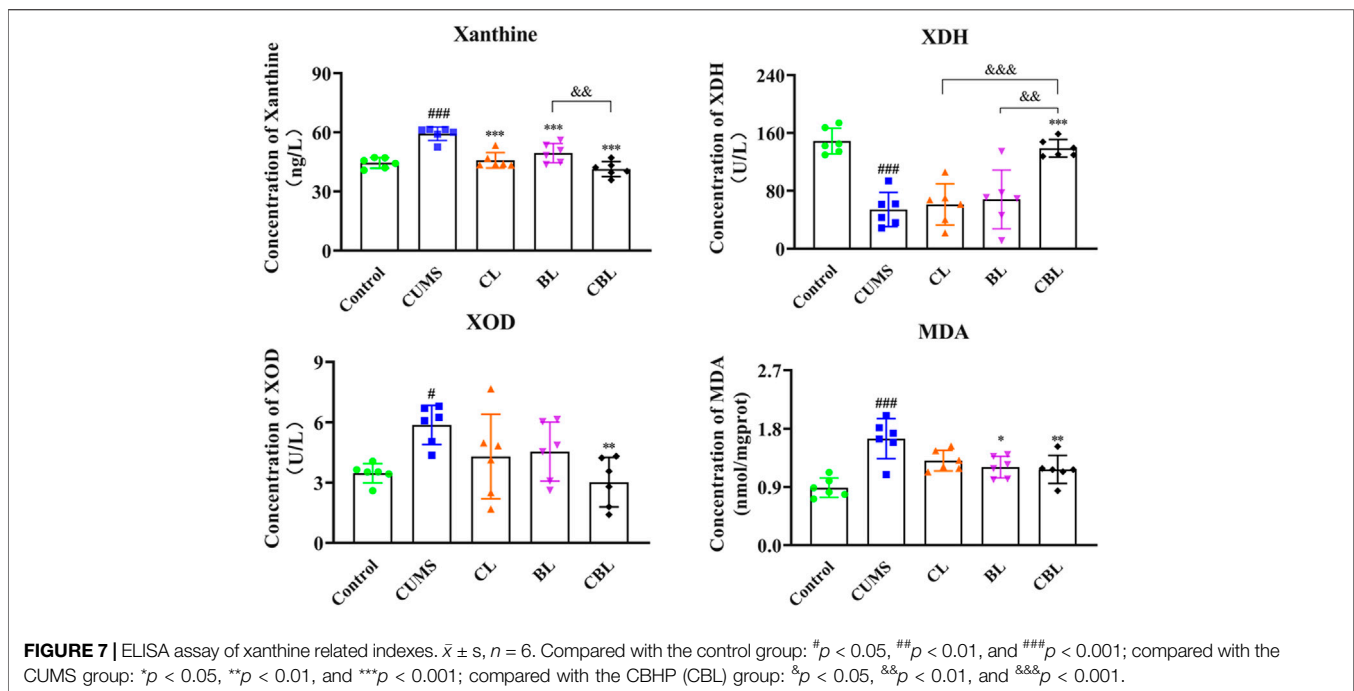 Xanthine
Concentration of Xanthine
(ng/L)
90
60
30
0
###
***
***
***
&&
Control
CUMS
CL
BL
CBL
XDH
Concentration of XDH
(U/L)
240
160
80
0
###
***
&&&
&&
Control
CUMS
CL
BL
CBL
XOD
Concentration of XOD
(U/L)
9
6
3
0
#
**
Control
CUMS
CL
BL
CBL
MDA
Concentration of MDA
(nmol/mgprot)
2.7
1.8
0.9
0.0
###
*
**
Control
CUMS
CL
BL
CBL
FIGURE 7 | ELISA assay of xanthine related indexes. x̄ ± s, n = 6. Compared with the control group: #p < 0.05, ##p < 0.01, and ###p < 0.001; compared with the
CUMS group: *p < 0.05, **p < 0.01, and ***p < 0.001; compared with the CBHP (CBL) group: &p < 0.05, &&p < 0.01, and &&&p < 0.001.